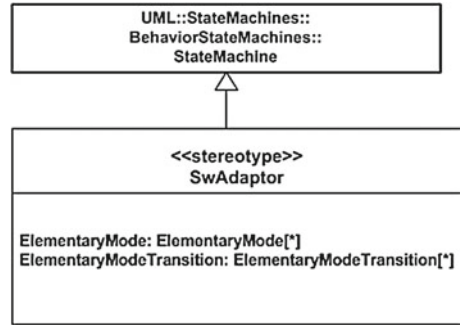 UML::StateMachines::
BehaviorStateMachines::
StateMachine
<<stereotype>>
SwAdaptor
ElementaryMode: ElemontaryMode[*]
ElementaryModeTransition: ElementaryModeTransition[*]